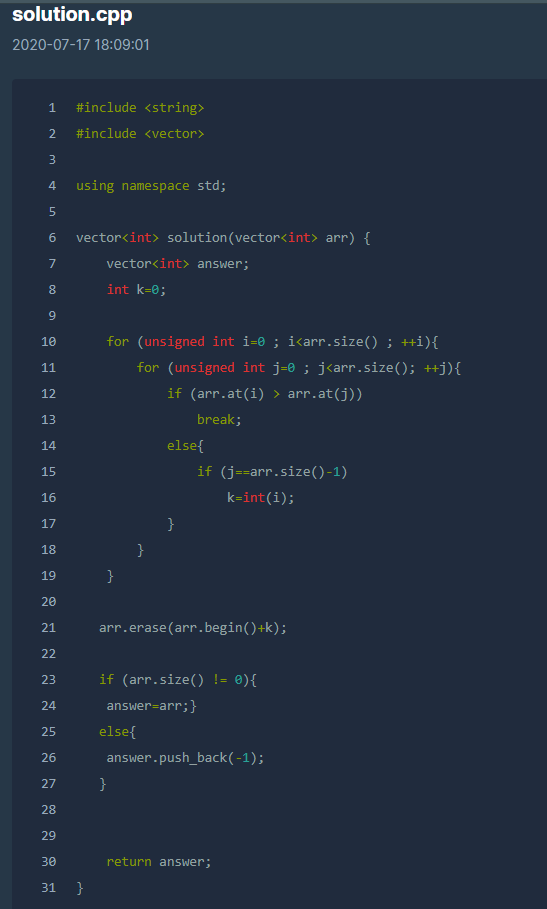 solution.cpp
2020-07-17 18:09:01
1 #include <string>
2 #include <vector>
3
4 using namespace std;
5
6 vector<int> solution(vector<int> arr) {
7     vector<int> answer;
8     int k=0;
9
10     for (unsigned int i=0 ; i<arr.size() ; ++i){
11         for (unsigned int j=0 ; j<arr.size(); ++j){
12             if (arr.at(i) > arr.at(j))
13                 break;
14             else{
15                 if (j==arr.size()-1)
16                     k=int(i);
17             }
18         }
19     }
20
21    arr.erase(arr.begin()+k);
22
23    if (arr.size() != 0){
24     answer=arr;}
25    else{
26     answer.push_back(-1);
27    }
28
29
30     return answer;
31 }